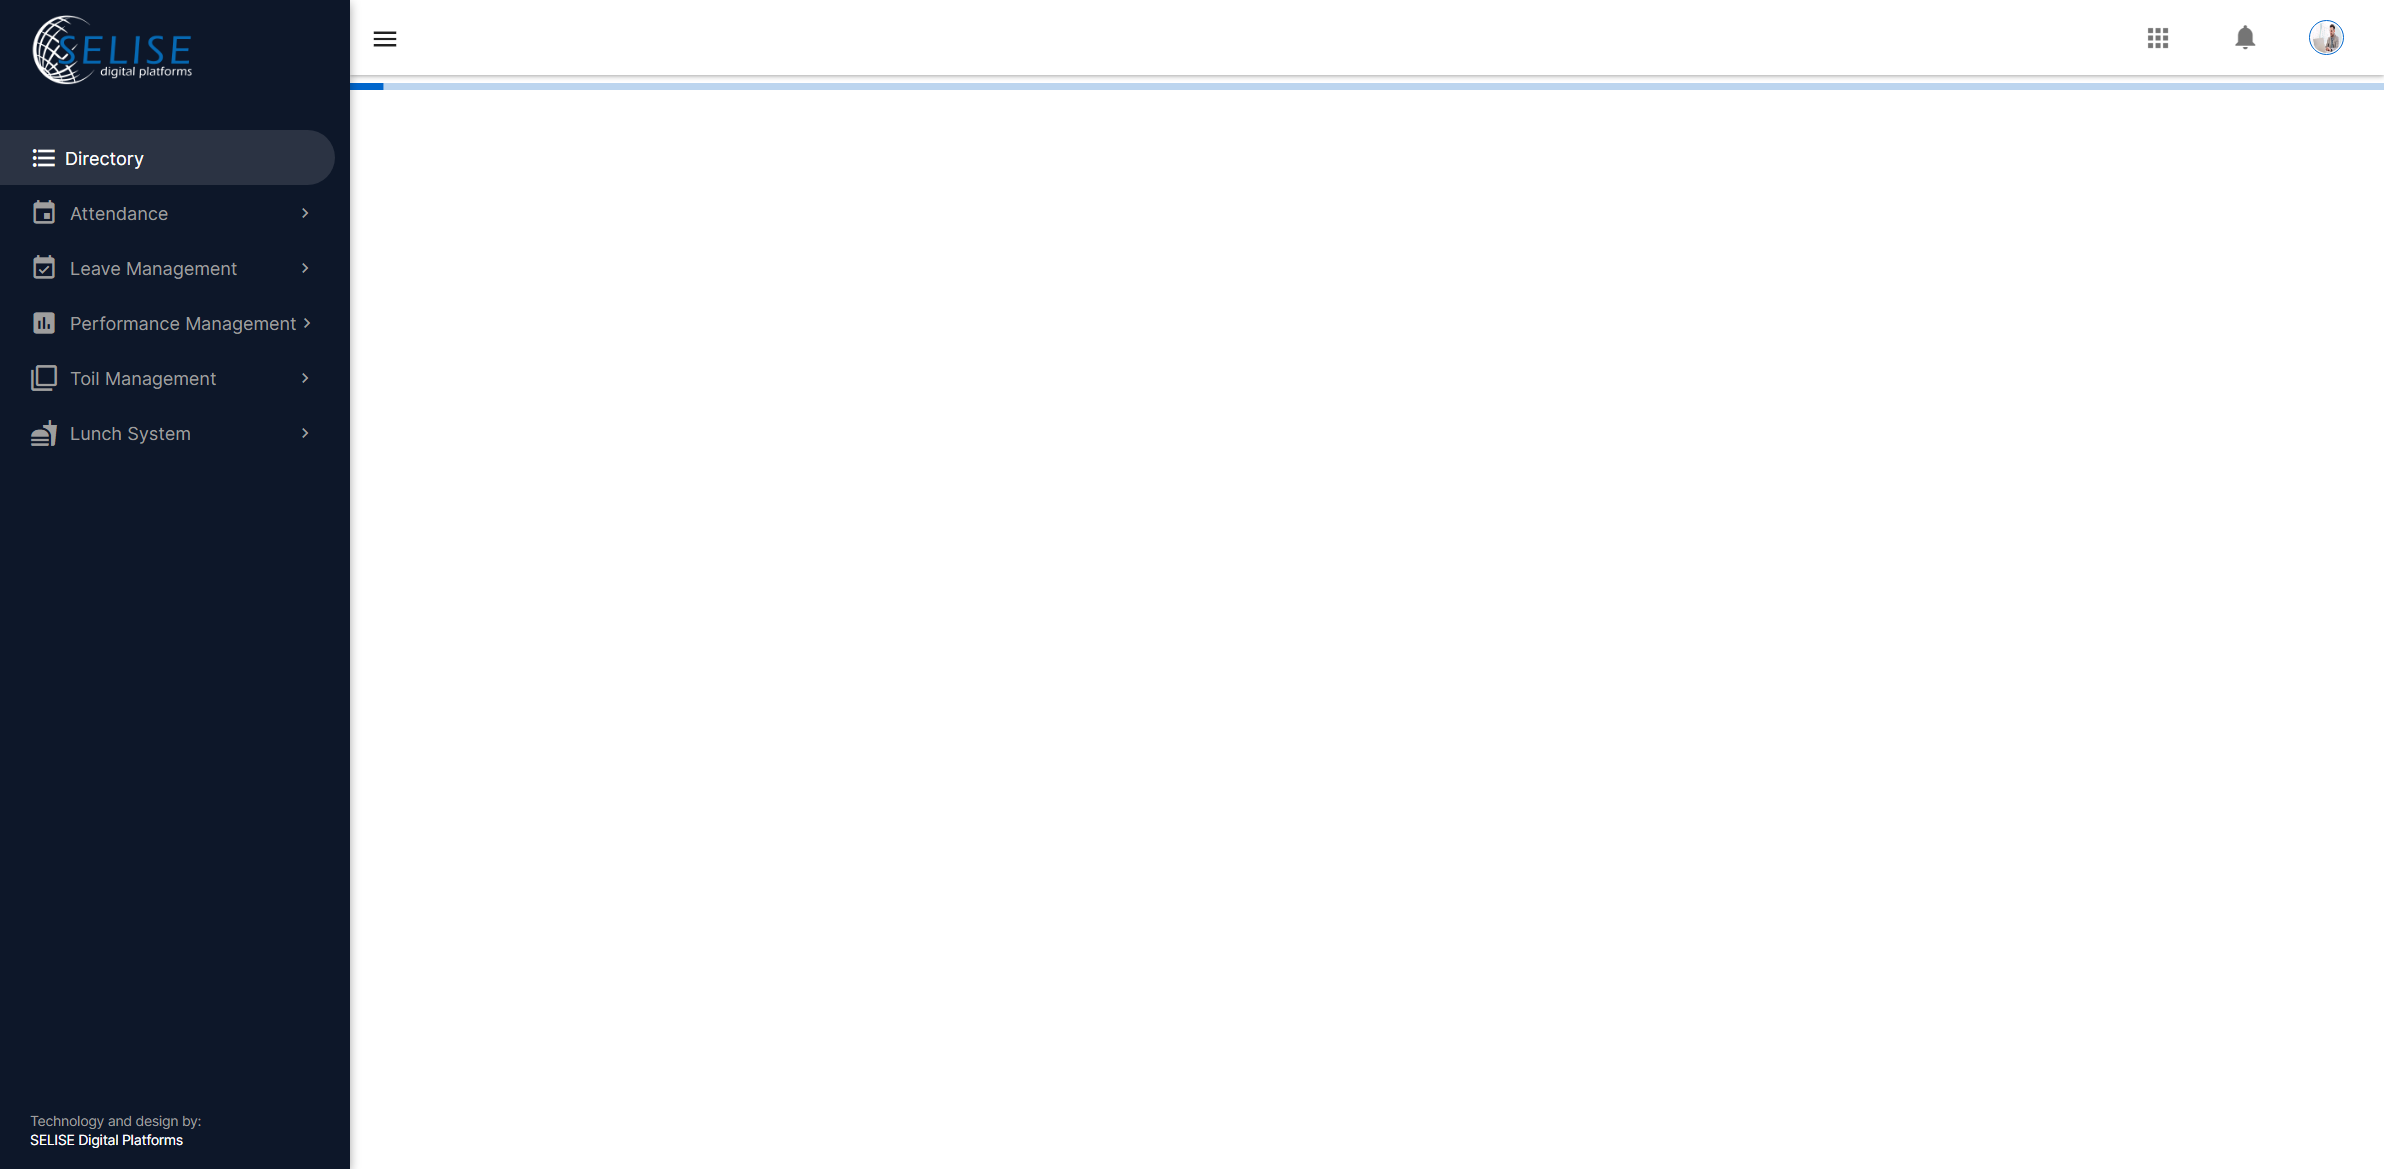 SELISE
digital platforms
Directory
Attendance
Leave Management
Performance Management
Toil Management
Lunch System
Technology and design by:
SELISE Digital Platforms